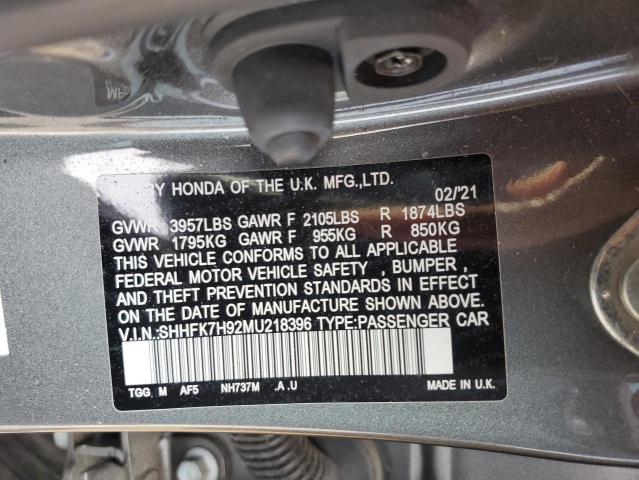 BY HONDA OF THE U.K. MFG.,LTD.
02/'21
GVWR 3957LBS GAWR F 2105LBS R 1874LBS
GVWR 1795KG GAWR F 955KG R 850KG
THIS VEHICLE CONFORMS TO ALL APPLICABLE
FEDERAL MOTOR VEHICLE SAFETY , BUMPER ,
AND THEFT PREVENTION STANDARDS IN EFFECT
ON THE DATE OF MANUFACTURE SHOWN ABOVE.
V.I.N.:SHHFK7H92MU218396 TYPE:PASSENGER CAR
TGG M AF5 NH737M .A .U MADE IN U.K.